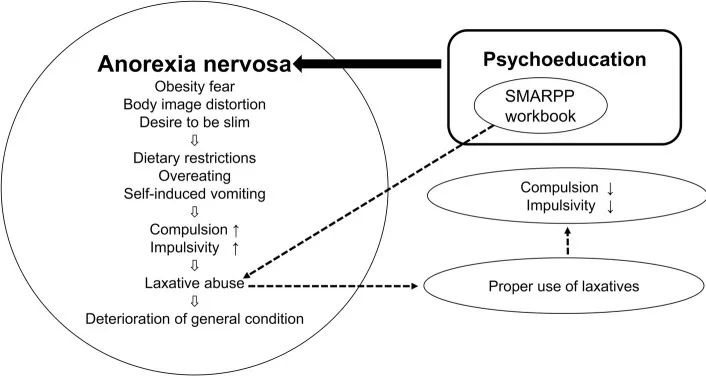 Anorexia nervosa
Obesity fear
Body image distortion
Desire to be slim
⇩
Dietary restrictions
Overeating
Self-induced vomiting
⇩
Compulsion ↑
Impulsivity ↑
⇩
Laxative abuse
⇩
Deterioration of general condition
Psychoeducation
SMARPP
workbook
Compulsion ↓
Impulsivity ↓
Proper use of laxatives